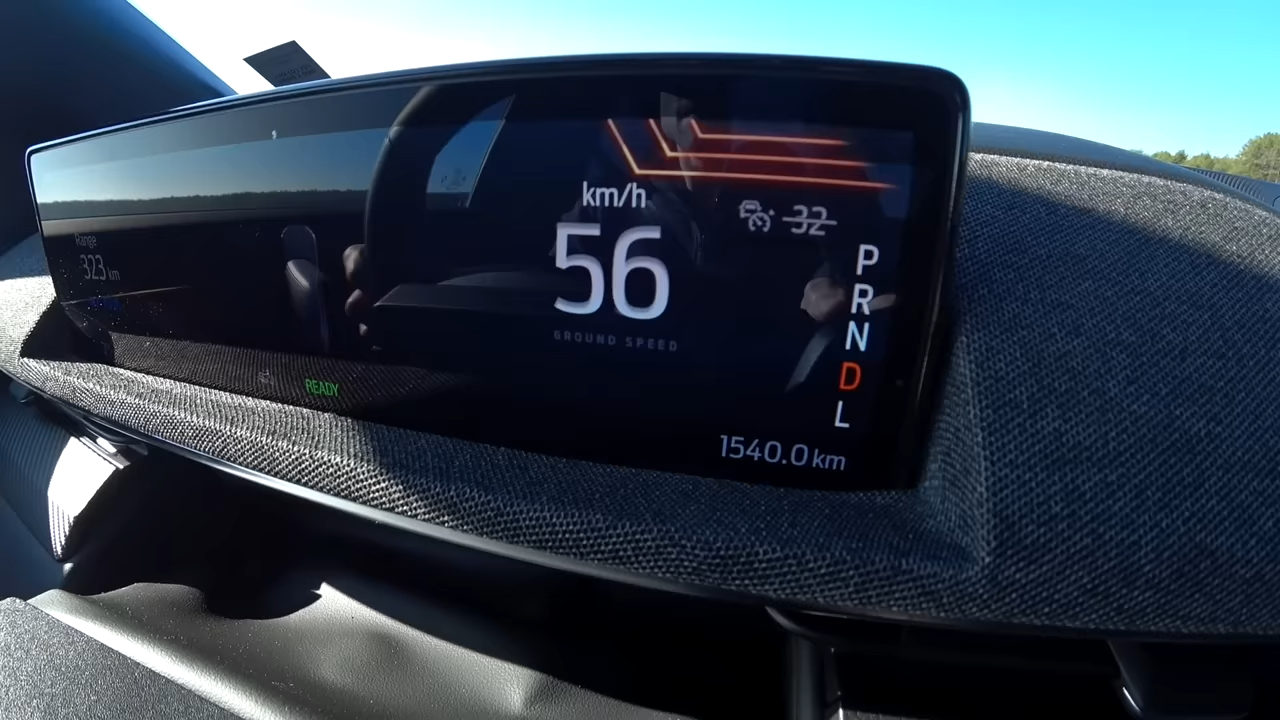 km/h
32
Range
323 km
56
GROUND SPEED
P
R
N
D
L
READY
1540.0 km